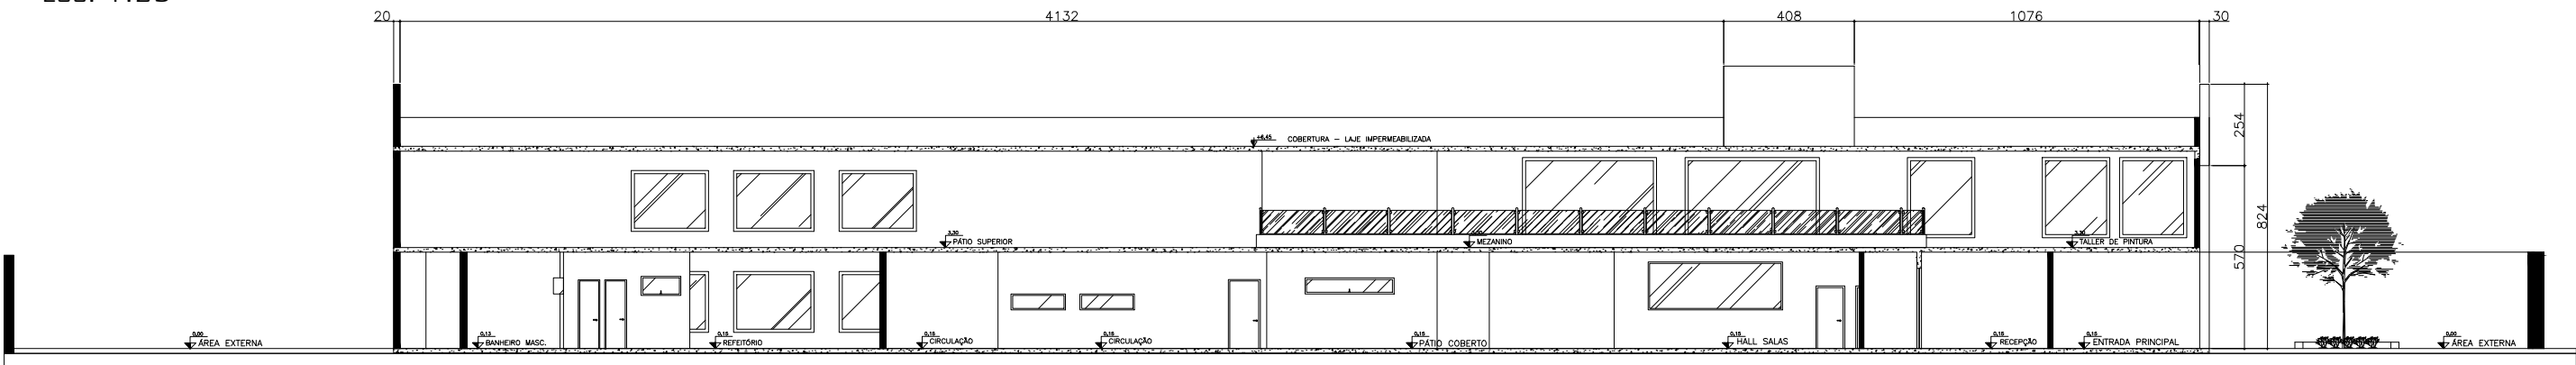 20 4132 408 1076 30
+6,45 COBERTURA - LAJE IMPERMEABILIZADA
254
824
570
3,30 PÁTIO SUPERIOR
MEZANINO
3,30 TALLER DE PINTURA
0,00 ÁREA EXTERNA
0,13 BANHEIRO MASC.
0,15 REFEITÓRIO
0,15 CIRCULAÇÃO
0,15 CIRCULAÇÃO
0,15 PÁTIO COBERTO
0,15 HALL SALAS
0,15 RECEPÇÃO
0,15 ENTRADA PRINCIPAL
0,00 ÁREA EXTERNA